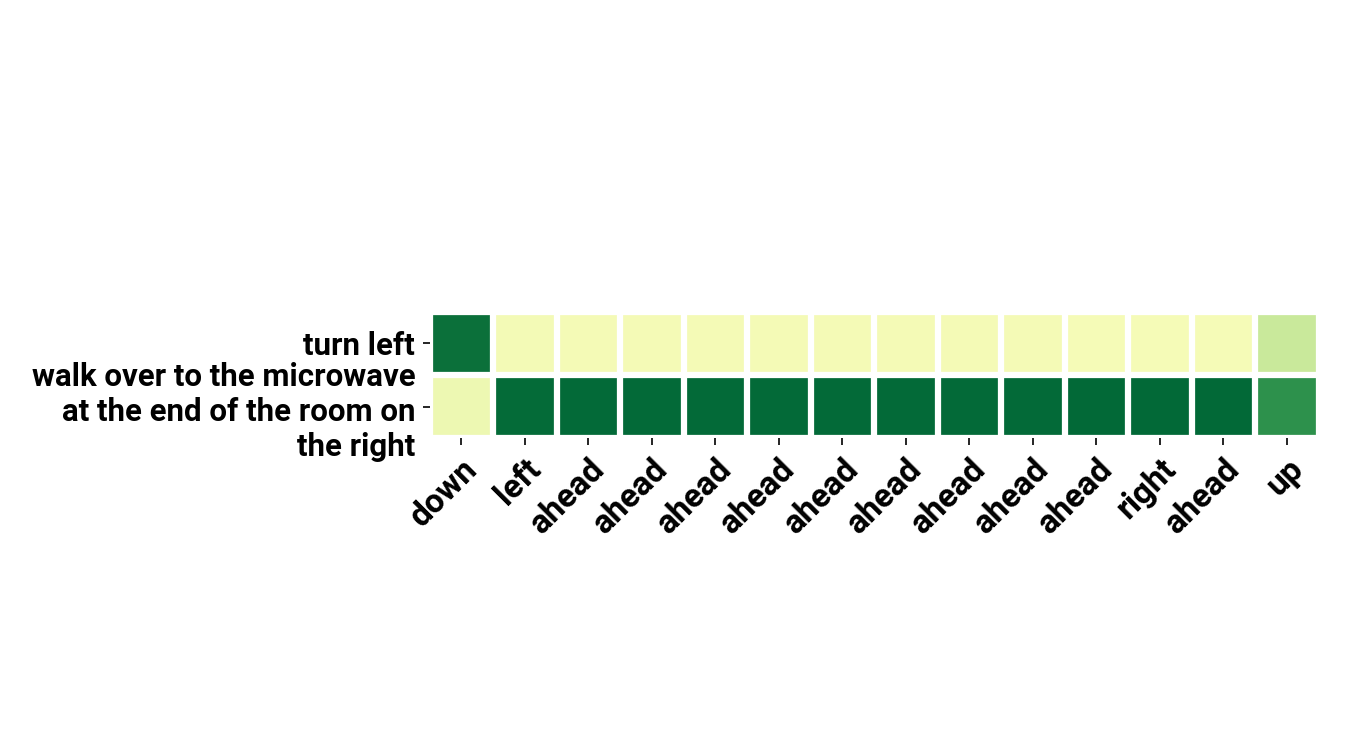 turn left
walk over to the microwave
at the end of the room on
the right
down
left
ahead
ahead
ahead
ahead
ahead
ahead
ahead
ahead
ahead
right
ahead
up